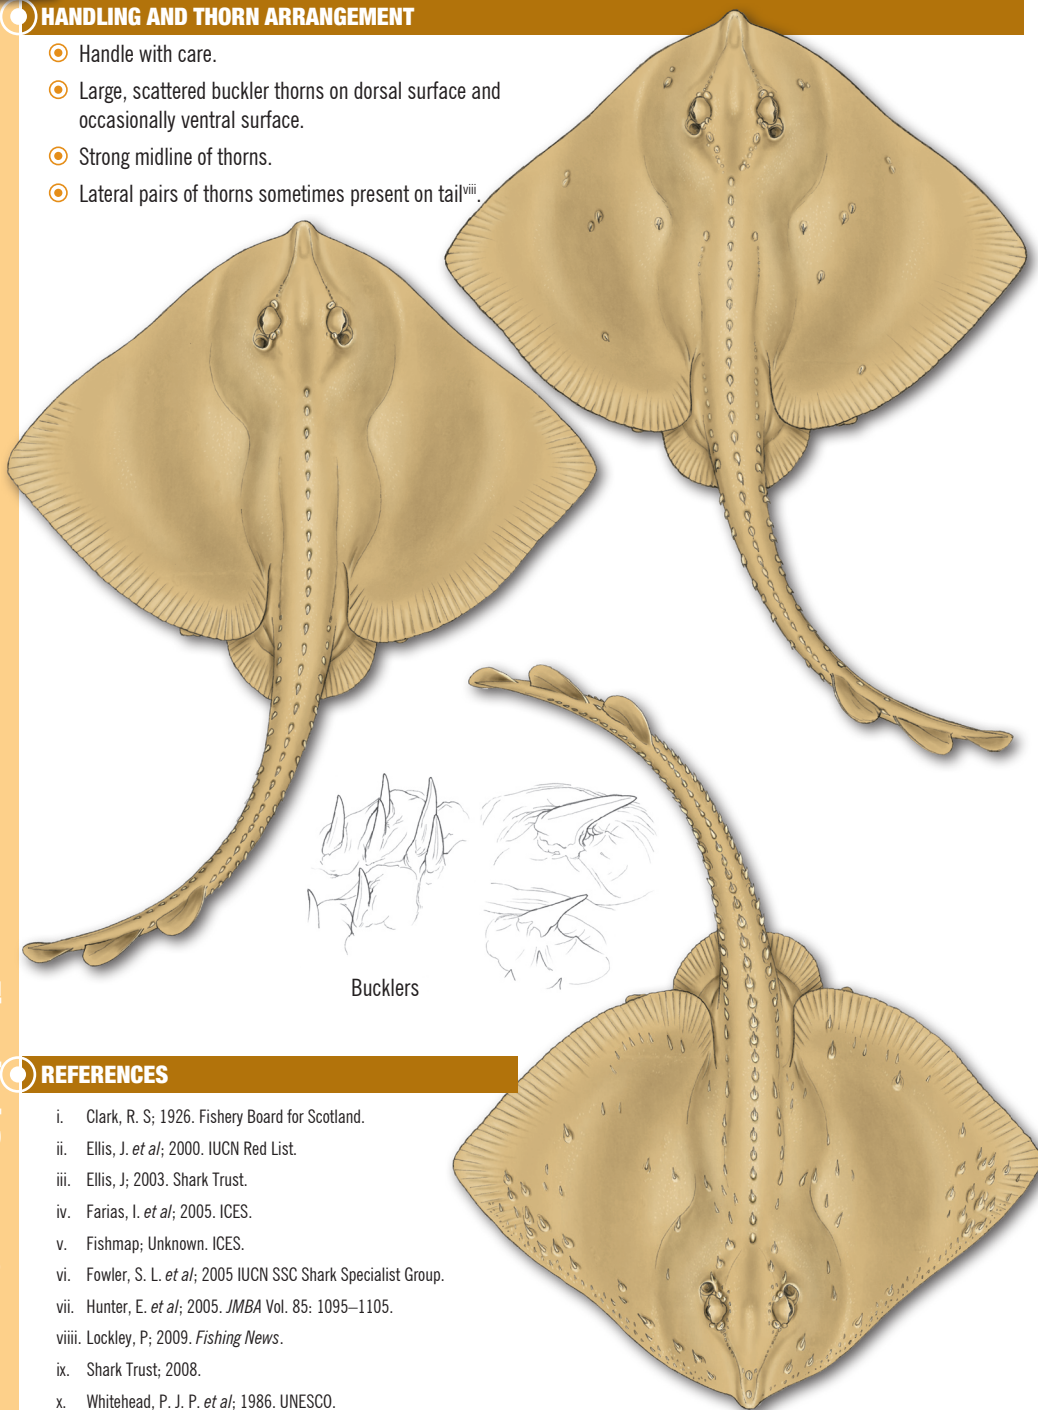 HANDLING AND THORN ARRANGEMENT
Handle with care.
Large, scattered buckler thorns on dorsal surface and
occasionally ventral surface.
Strong midline of thorns.
Lateral pairs of thorns sometimes present on tailviii.
Bucklers
REFERENCES
i. Clark, R. S; 1926. Fishery Board for Scotland.
ii. Ellis, J. et al; 2000. IUCN Red List.
iii. Ellis, J; 2003. Shark Trust.
iv. Farias, I. et al; 2005. ICES.
v. Fishmap; Unknown. ICES.
vi. Fowler, S. L. et al; 2005 IUCN SSC Shark Specialist Group.
vii. Hunter, E. et al; 2005. JMBA Vol. 85: 1095–1105.
viiii. Lockley, P; 2009. Fishing News.
ix. Shark Trust; 2008.
x. Whitehead, P. J. P. et al; 1986. UNESCO.